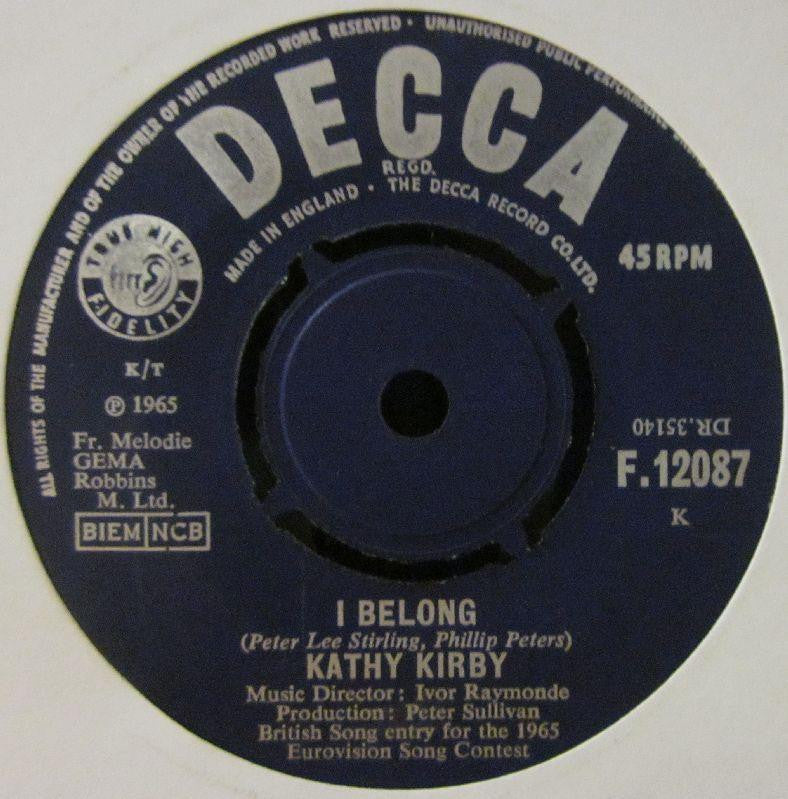 ALL RIGHTS OF THE MANUFACTURER AND OF THE OWNER OF THE RECORDED WORK RESERVED • UNAUTHORISED PUBLIC PERFORMANCE
DECCA
REGD.
MADE IN ENGLAND • THE DECCA RECORD CO. LTD.
TRUE HIGH
ffrr
FIDELITY
45 RPM
K/T
℗ 1965
Fr. Melodie
GEMA
Robbins
M. Ltd.
BIEM NCB
DR.35140
F.12087
K
I BELONG
(Peter Lee Stirling, Phillip Peters)
KATHY KIRBY
Music Director: Ivor Raymonde
Production: Peter Sullivan
British Song entry for the 1965
Eurovision Song Contest